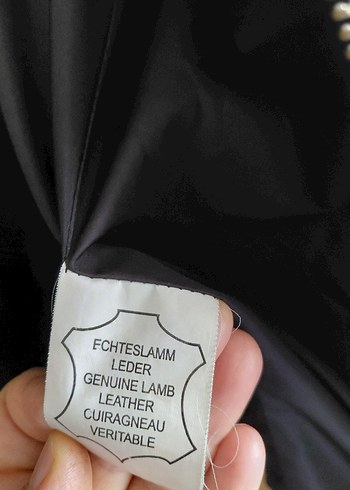 ECHTESLAMM
LEDER
GENUINE LAMB
LEATHER
CUIRAGNEAU
VERITABLE